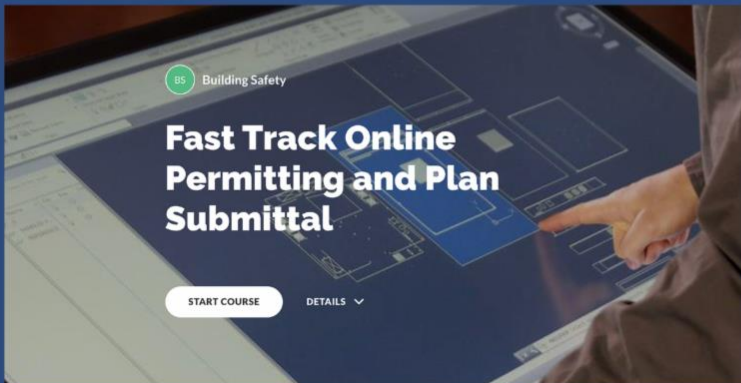 BS Building Safety
Fast Track Online
Permitting and Plan
Submittal
START COURSE DETAILS